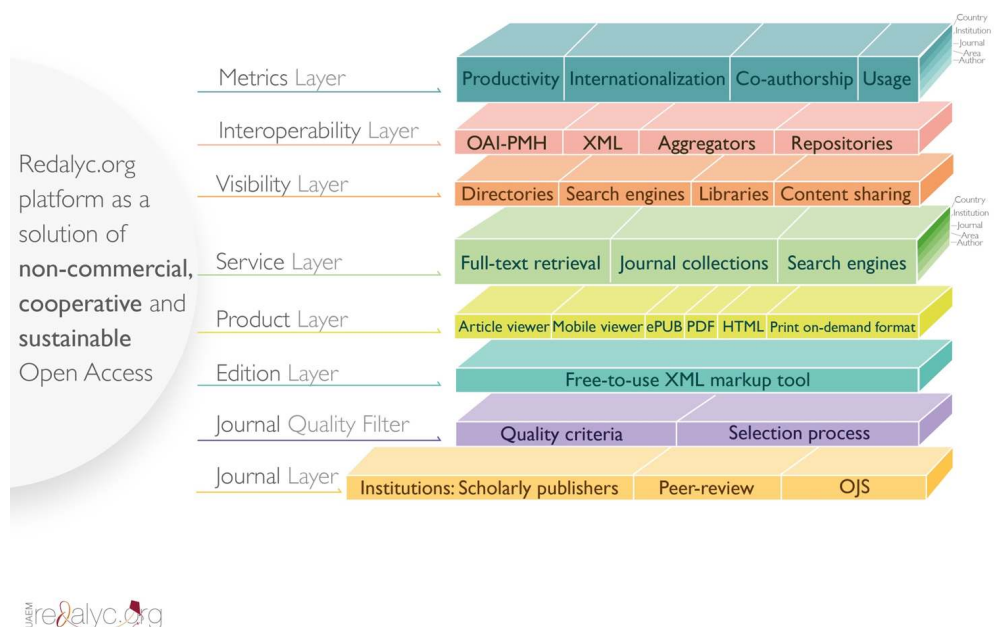 Redalyc.org
platform as a
solution of
non-commercial,
cooperative and
sustainable
Open Access
Metrics Layer
Productivity
Internationalization
Co-authorship
Usage
Country
Institution
Journal
Area
Author
Interoperability Layer
OAI-PMH
XML
Aggregators
Repositories
Visibility Layer
Directories
Search engines
Libraries
Content sharing
Service Layer
Full-text retrieval
Journal collections
Search engines
Country
Institution
Journal
Area
Author
Product Layer
Article viewer
Mobile viewer
ePUB
PDF
HTML
Print on-demand format
Edition Layer
Free-to-use XML markup tool
Journal Quality Filter
Quality criteria
Selection process
Journal Layer
Institutions: Scholarly publishers
Peer-review
OJS
UAEM
redalyc.org